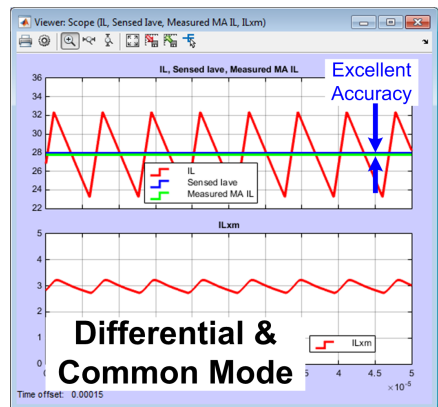 Viewer: Scope (IL, Sensed Iave, Measured MA IL, ILxm)
IL, Sensed Iave, Measured MA IL
Excellent
Accuracy
36
34
32
30
28
26
24
22
IL
Sensed Iave
Measured MA IL
ILxm
5
4
3
2
1
0
ILxm
Differential &
Common Mode
4
4.5
5
×10⁻⁵
Time offset: 0.00015